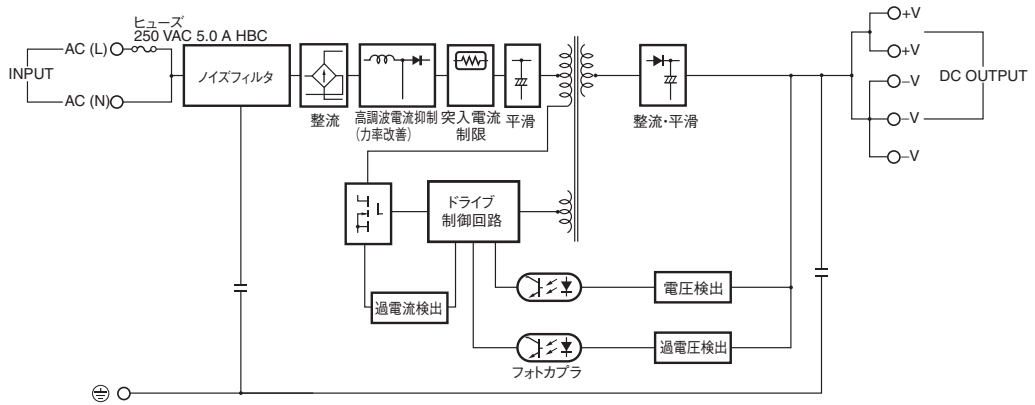 ヒューズ
250 VAC 5.0 A HBC
AC (L)
INPUT
AC (N)
ノイズフィルタ
整流
高調波電流抑制
(力率改善)
突入電流
制限
平滑
整流・平滑
+V
+V
−V
−V
−V
DC OUTPUT
ドライブ
制御回路
過電流検出
電圧検出
過電圧検出
フォトカプラ